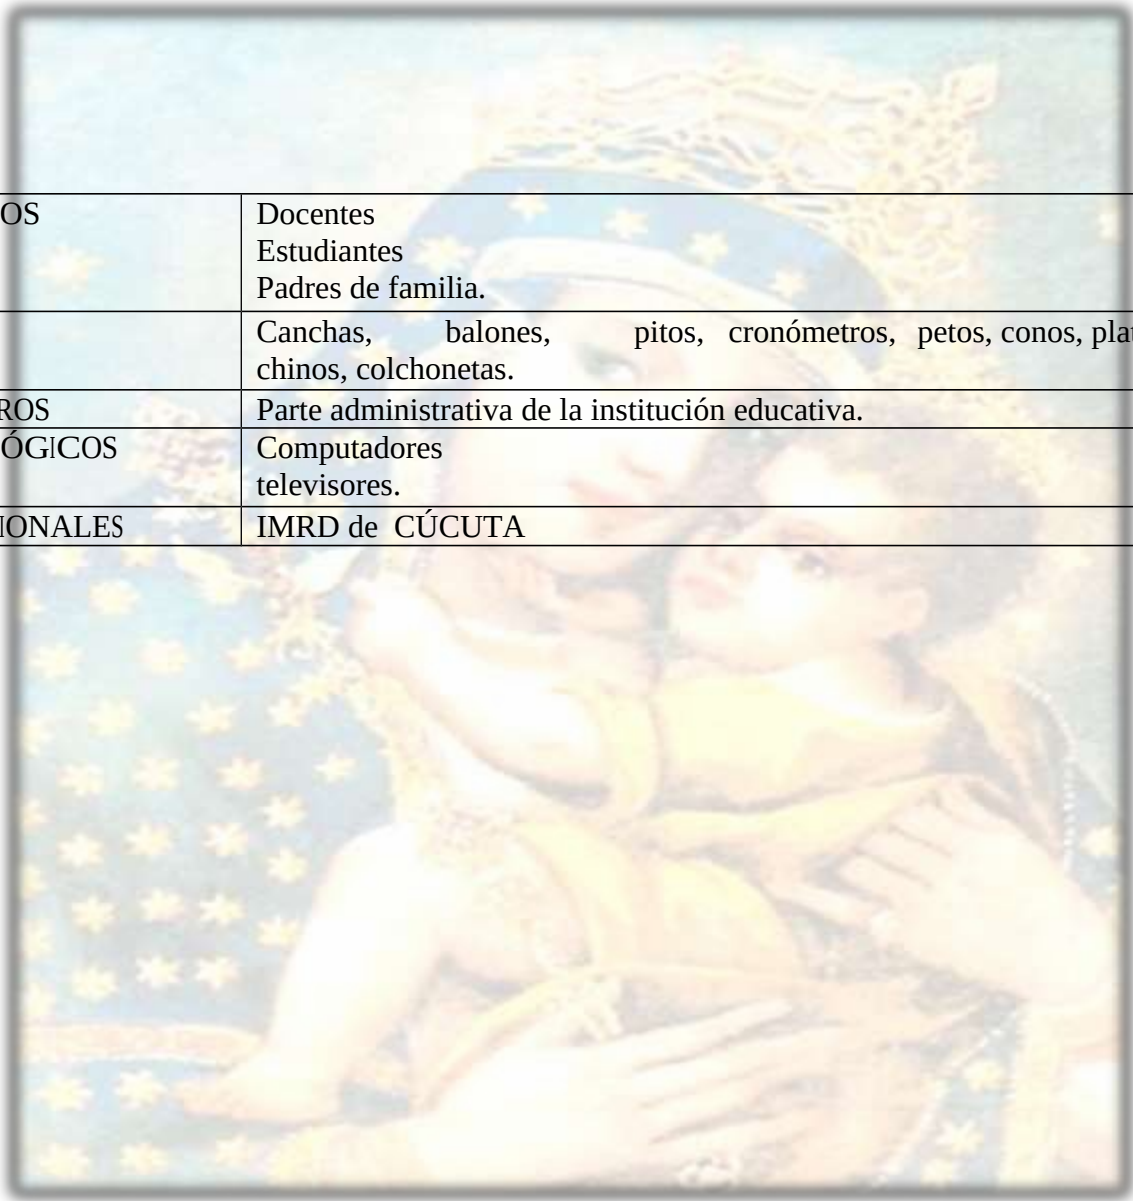 OS Docentes
Estudiantes
Padres de familia.
Canchas, balones, pitos, cronómetros, petos, conos, plat
chinos, colchonetas.
ROS Parte administrativa de la institución educativa.
ÓGICOS Computadores
televisores.
IONALES IMRD de CÚCUTA